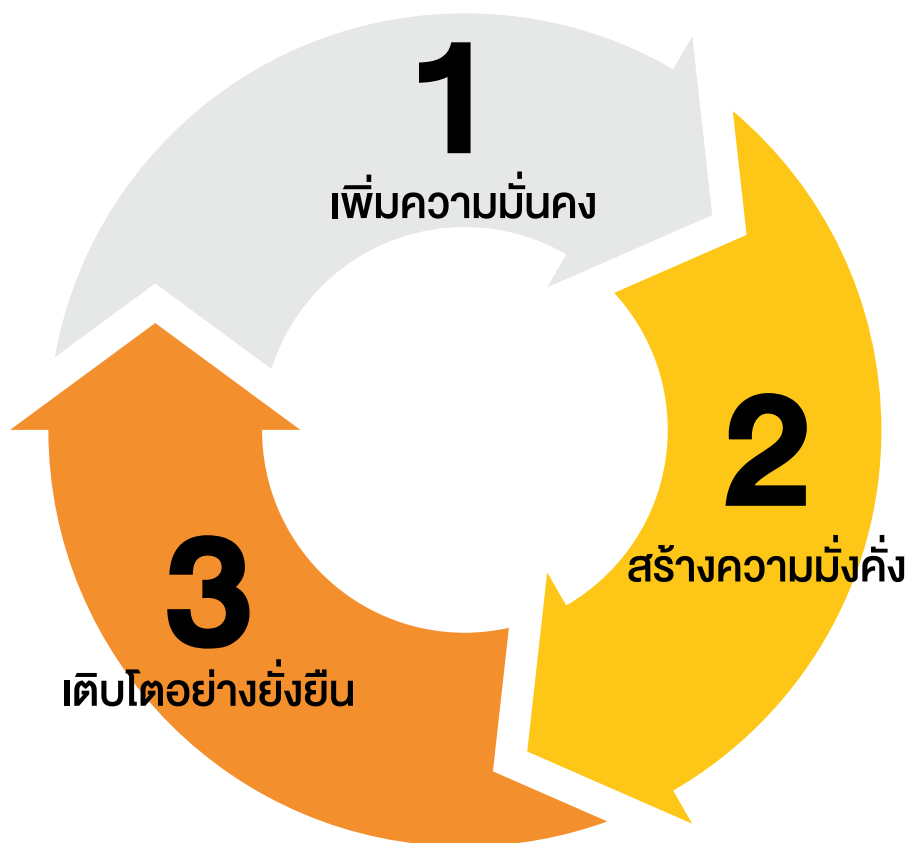 1
เพิ่มความมั่นคง
2
สร้างความมั่งคั่ง
3
เติบโตอย่างยั่งยืน